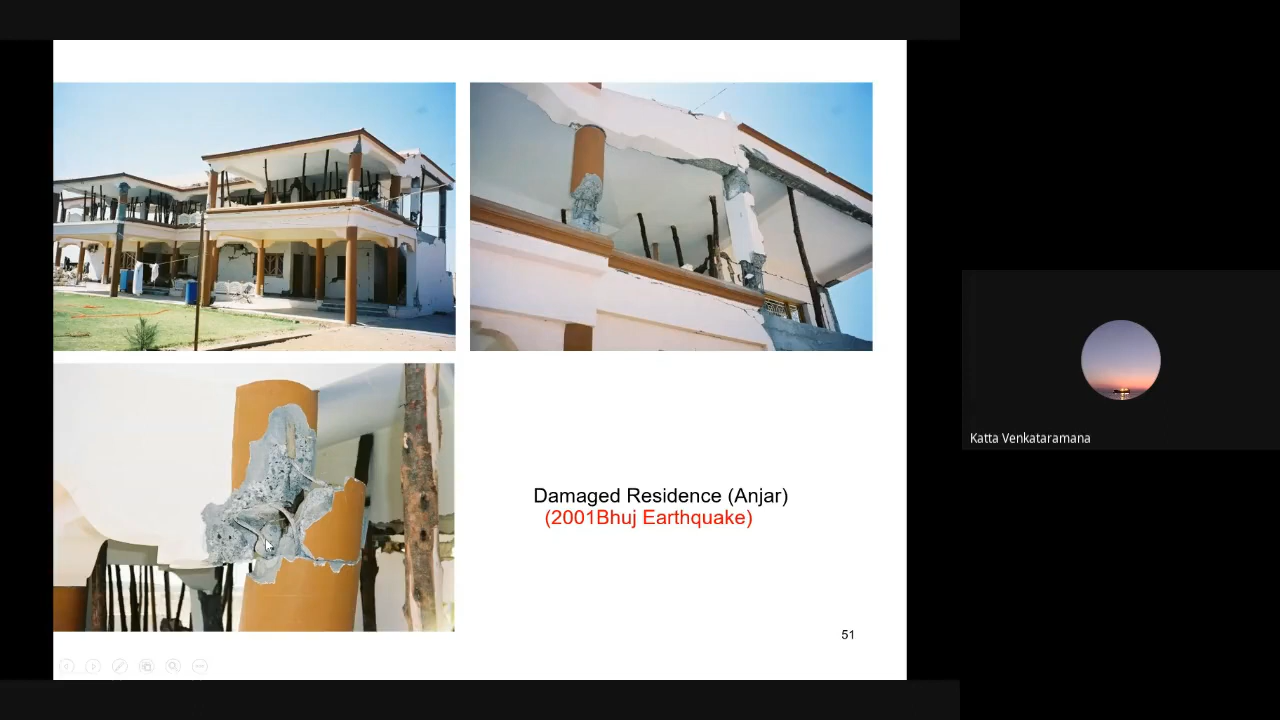 Damaged Residence (Anjar)
(2001Bhuj Earthquake)
51
Katta Venkataramana